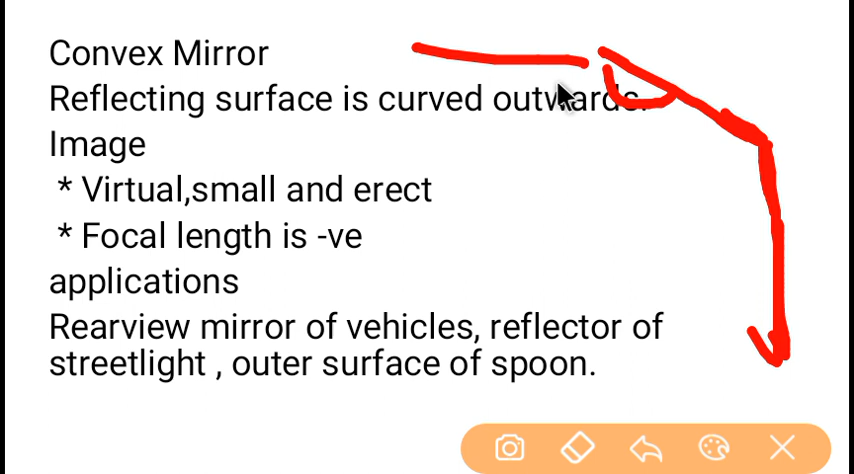 Convex Mirror
Reflecting surface is curved outwards.
Image
* Virtual,small and erect
* Focal length is -ve
applications
Rearview mirror of vehicles, reflector of
streetlight , outer surface of spoon.